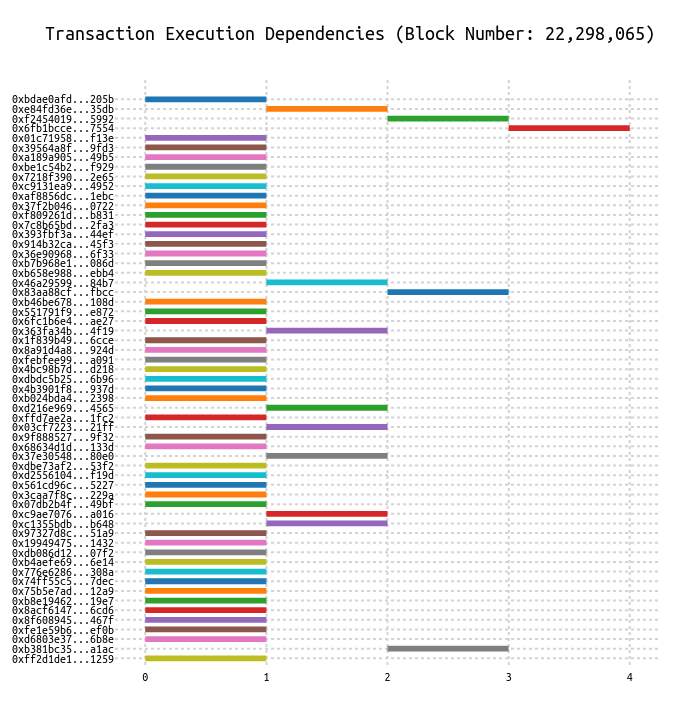 Transaction Execution Dependencies (Block Number: 22,298,065)
0xbdae0afd...205b
0xe84fd36e...35db
0xf2454019...5992
0x6fb1bcce...7554
0x01c71958...f13e
0x39564a8f...9fd3
0xa189a905...49b5
0xbe1c54b2...f929
0x7218f390...2e65
0xc9131ea9...4952
0xaf8856dc...1ebc
0x37f2b046...0722
0xf809261d...b831
0x7c8b65bd...2fa3
0x393fbf3a...44ef
0x914b32ca...45f3
0x36e90968...6f33
0xb7b968e1...086d
0xb658e988...ebb4
0x46a29599...84b7
0x83aa88cf...fbcc
0xb46be678...108d
0x551791f9...e872
0x6fc1b6e4...ae27
0x363fa34b...4f19
0x1f839b49...6cce
0x8a91d4a8...924d
0xfebfee99...a091
0x4bc98b7d...d218
0xdbdc5b25...6b96
0x4b3901f8...937d
0xb024bda4...2398
0xd216e969...4565
0xffd7ae2a...1fc2
0x03cf7223...21ff
0x9f888527...9f32
0x68634d1d...133d
0x37e30548...80e0
0xdbe73af2...53f2
0xd2556104...f19d
0x561cd96c...5227
0x3caa7f8c...229a
0x07db2b4f...49bf
0xc9ae7076...a016
0xc1355bdb...b648
0x97327d8c...51a9
0x19949475...1432
0xdb086d12...07f2
0xb4aefe69...6e14
0x776e6286...308a
0x74ff55c5...7dec
0x75b5e7ad...12a9
0xb8e19462...19e7
0x8acf6147...6cd6
0x8f608945...467f
0xfe1e59b6...ef0b
0xd6803e37...6b8e
0xb381bc35...a1ac
0xff2d1de1...1259
0 1 2 3 4